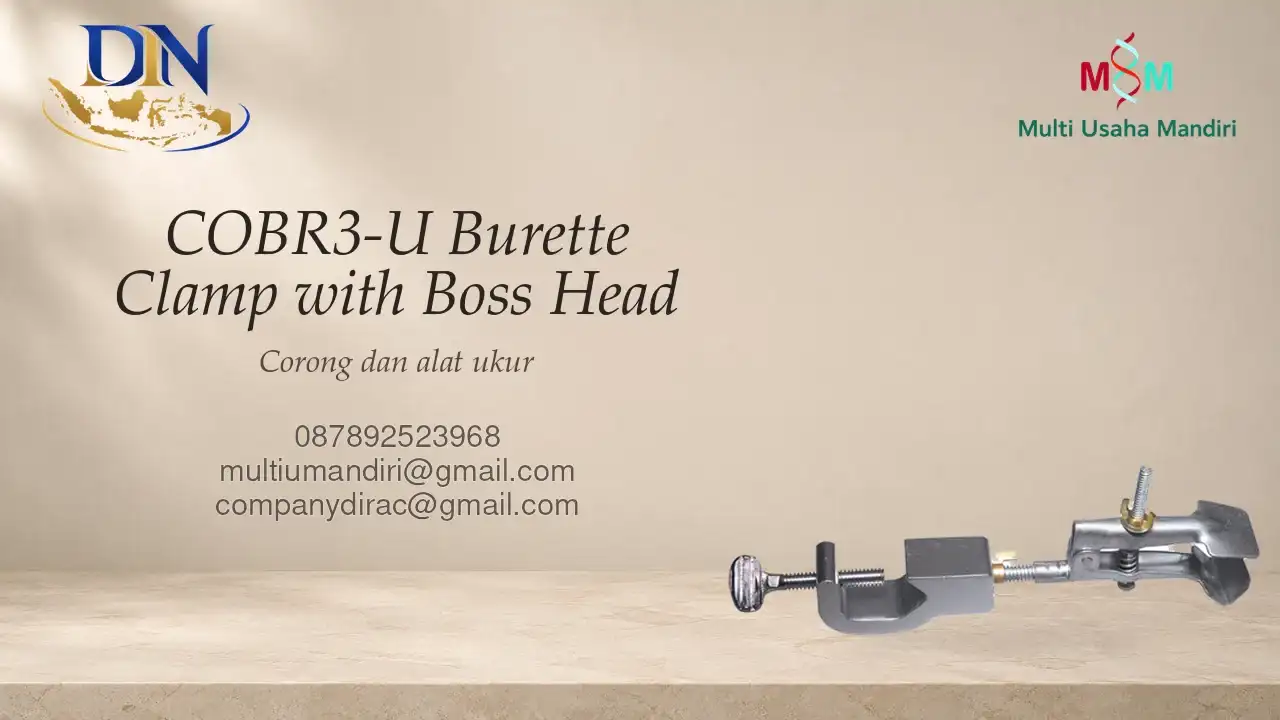 DN
M M
Multi Usaha Mandiri
COBR3-U Burette
Clamp with Boss Head
Corong dan alat ukur
087892523968
multiumandiri@gmail.com
companydirac@gmail.com